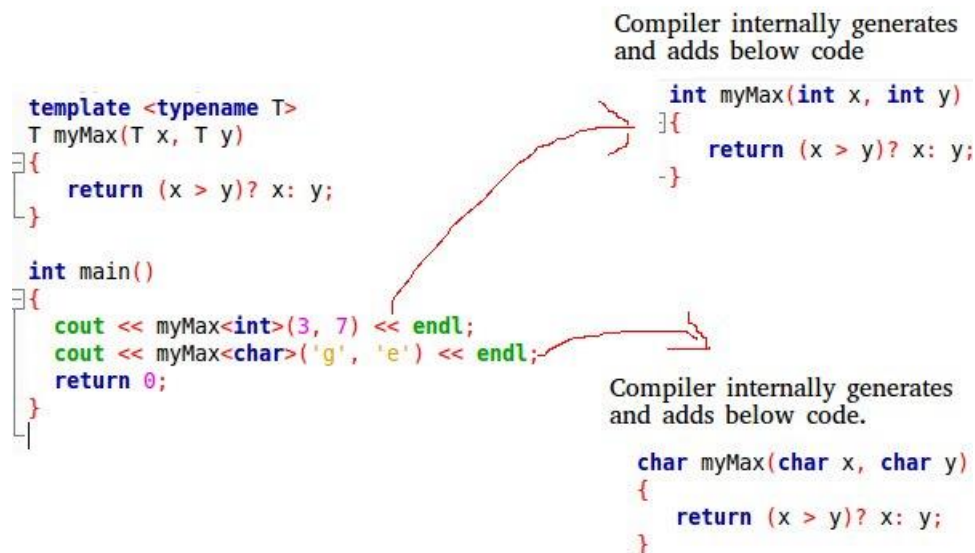 template <typename T>
T myMax(T x, T y)
{
   return (x > y)? x: y;
}
int main()
{
  cout << myMax<int>(3, 7) << endl;
  cout << myMax<char>('g', 'e') << endl;
  return 0;
}
Compiler internally generates
and adds below code
int myMax(int x, int y)
{
   return (x > y)? x: y;
}
Compiler internally generates
and adds below code.
char myMax(char x, char y)
{
   return (x > y)? x: y;
}